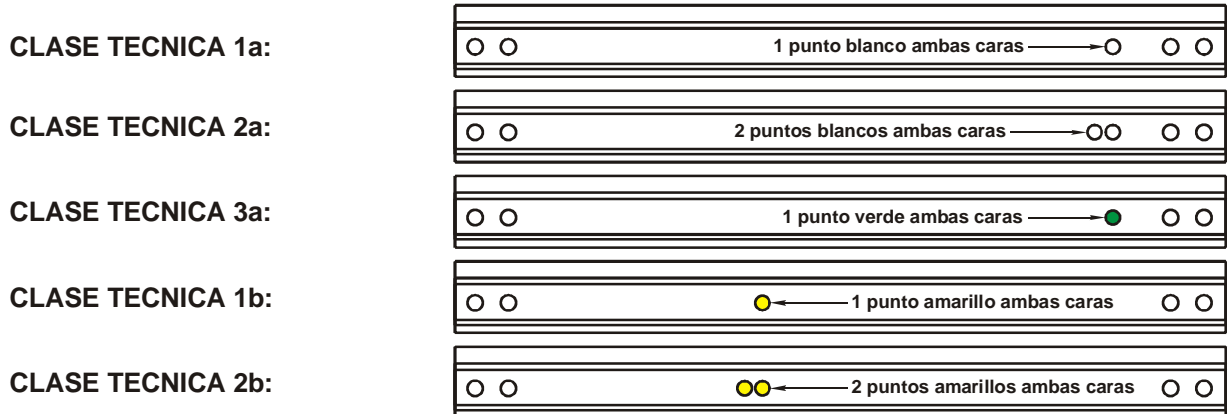 CLASE TECNICA 1a:
1 punto blanco ambas caras
CLASE TECNICA 2a:
2 puntos blancos ambas caras
CLASE TECNICA 3a:
1 punto verde ambas caras
CLASE TECNICA 1b:
1 punto amarillo ambas caras
CLASE TECNICA 2b:
2 puntos amarillos ambas caras